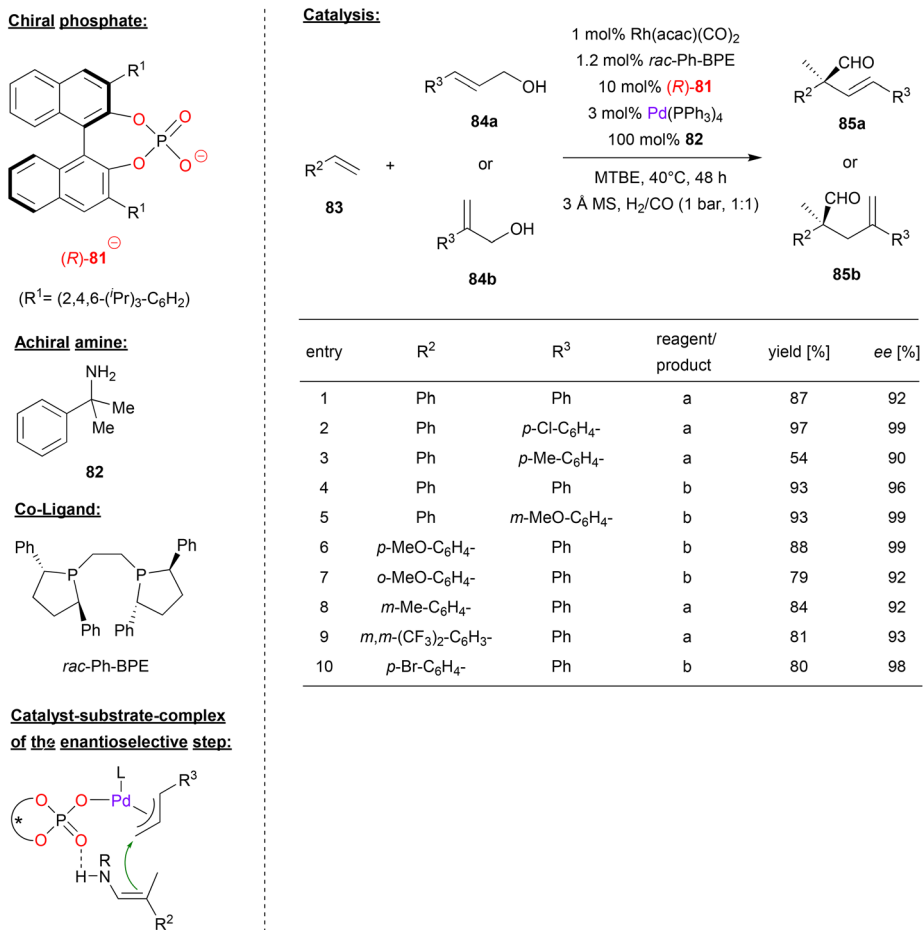 Chiral phosphate:
R¹
O
O
P
O
O ⊖
R¹
(R)-81 ⊖
(R¹= (2,4,6-(ⁱPr)₃-C₆H₂)
Achiral amine:
NH₂
Me
Me
82
Co-Ligand:
Ph
Ph
P
P
Ph
Ph
rac-Ph-BPE
Catalyst-substrate-complex
of the enantioselective step:
L
R³
O
O
Pd
*
P
O
O
R
H
N
R²
Catalysis:
R³
OH
84a
or
R²
+
83
R³
OH
84b
1 mol% Rh(acac)(CO)₂
1.2 mol% rac-Ph-BPE
10 mol% (R)-81
3 mol% Pd(PPh₃)₄
100 mol% 82
MTBE, 40°C, 48 h
3 Å MS, H₂/CO (1 bar, 1:1)
CHO
R²
R³
85a
or
CHO
R²
R³
85b
entry R² R³ reagent/ product yield [%] ee [%]
1 Ph Ph a 87 92
2 Ph p-Cl-C₆H₄- a 97 99
3 Ph p-Me-C₆H₄- a 54 90
4 Ph Ph b 93 96
5 Ph m-MeO-C₆H₄- b 93 99
6 p-MeO-C₆H₄- Ph b 88 99
7 o-MeO-C₆H₄- Ph b 79 92
8 m-Me-C₆H₄- Ph a 84 92
9 m,m-(CF₃)₂-C₆H₃- Ph a 81 93
10 p-Br-C₆H₄- Ph b 80 98